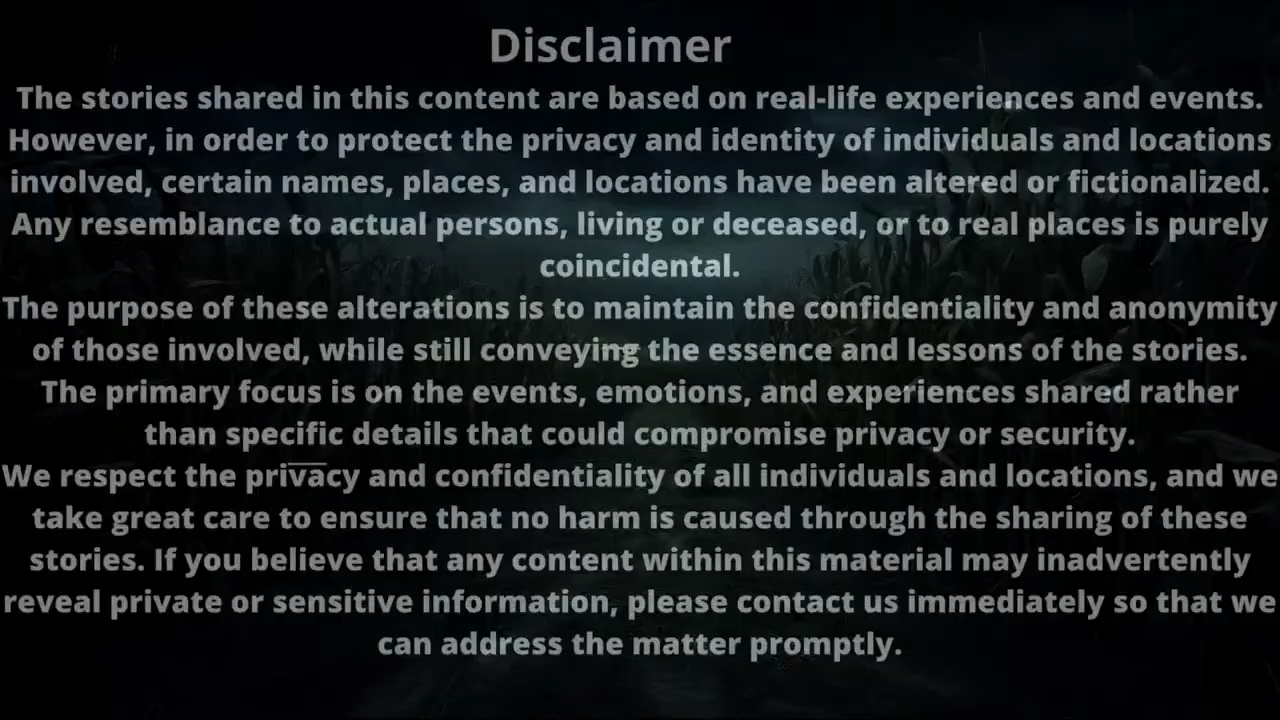 Disclaimer
The stories shared in this content are based on real-life experiences and events.
However, in order to protect the privacy and identity of individuals and locations
involved, certain names, places, and locations have been altered or fictionalized.
Any resemblance to actual persons, living or deceased, or to real places is purely
coincidental.
The purpose of these alterations is to maintain the confidentiality and anonymity
of those involved, while still conveying the essence and lessons of the stories.
The primary focus is on the events, emotions, and experiences shared rather
than specific details that could compromise privacy or security.
We respect the privacy and confidentiality of all individuals and locations, and we
take great care to ensure that no harm is caused through the sharing of these
stories. If you believe that any content within this material may inadvertently
reveal private or sensitive information, please contact us immediately so that we
can address the matter promptly.